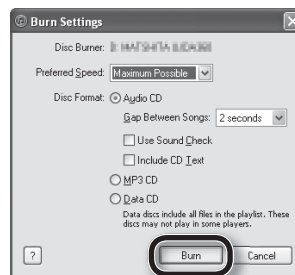 Burn Settings
Disc Burner:
Preferred Speed: Maximum Possible
Disc Format: Audio CD
Gap Between Songs: 2 seconds
Use Sound Check
Include CD Text
MP3 CD
Data CD
Data discs include all files in the playlist. These
discs may not play in some players.
? Burn Cancel